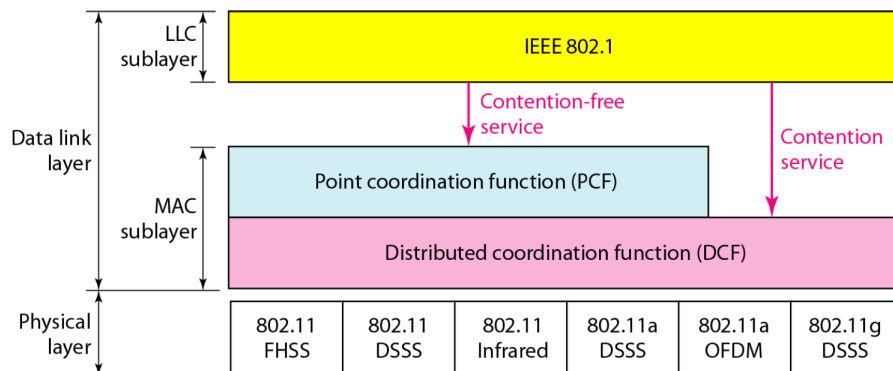 LLC
sublayer
IEEE 802.1
Contention-free
service
Contention
service
Data link
layer
MAC
sublayer
Point coordination function (PCF)
Distributed coordination function (DCF)
Physical
layer
802.11
FHSS
802.11
DSSS
802.11
Infrared
802.11a
DSSS
802.11a
OFDM
802.11g
DSSS